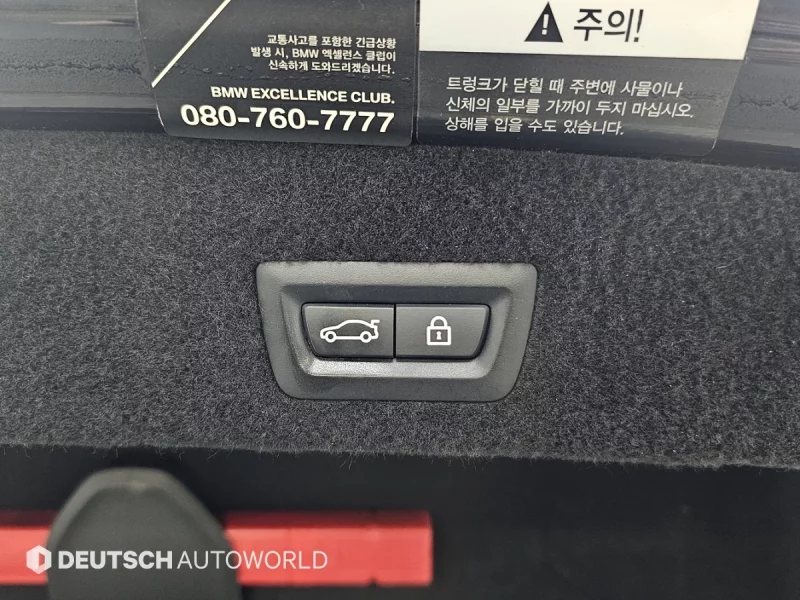 교통사고를 포함한 긴급상황
발생 시, BMW 엑셀런스 클럽이
신속하게 도와드리겠습니다.
BMW EXCELLENCE CLUB.
080-760-7777
주의!
트렁크가 닫힐 때 주변에 사물이나
신체의 일부를 가까이 두지 마십시오.
상해를 입을 수도 있습니다.
DEUTSCH AUTOWORLD